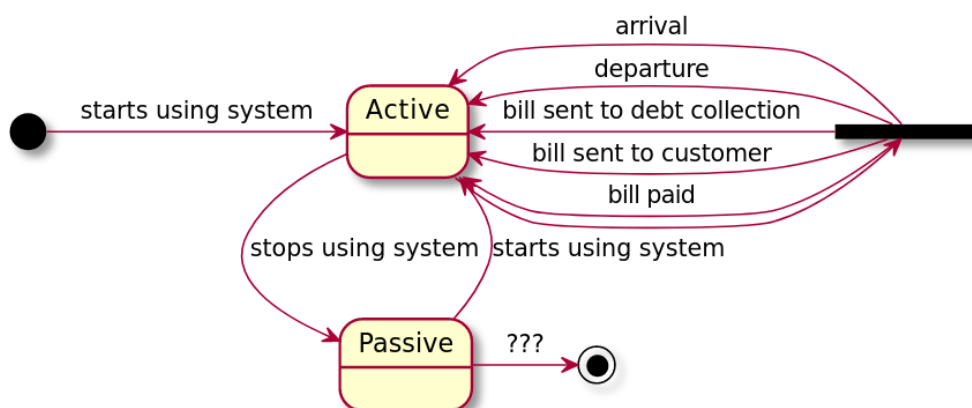 arrival
departure
starts using system
Active
bill sent to debt collection
bill sent to customer
bill paid
stops using system
starts using system
Passive
???